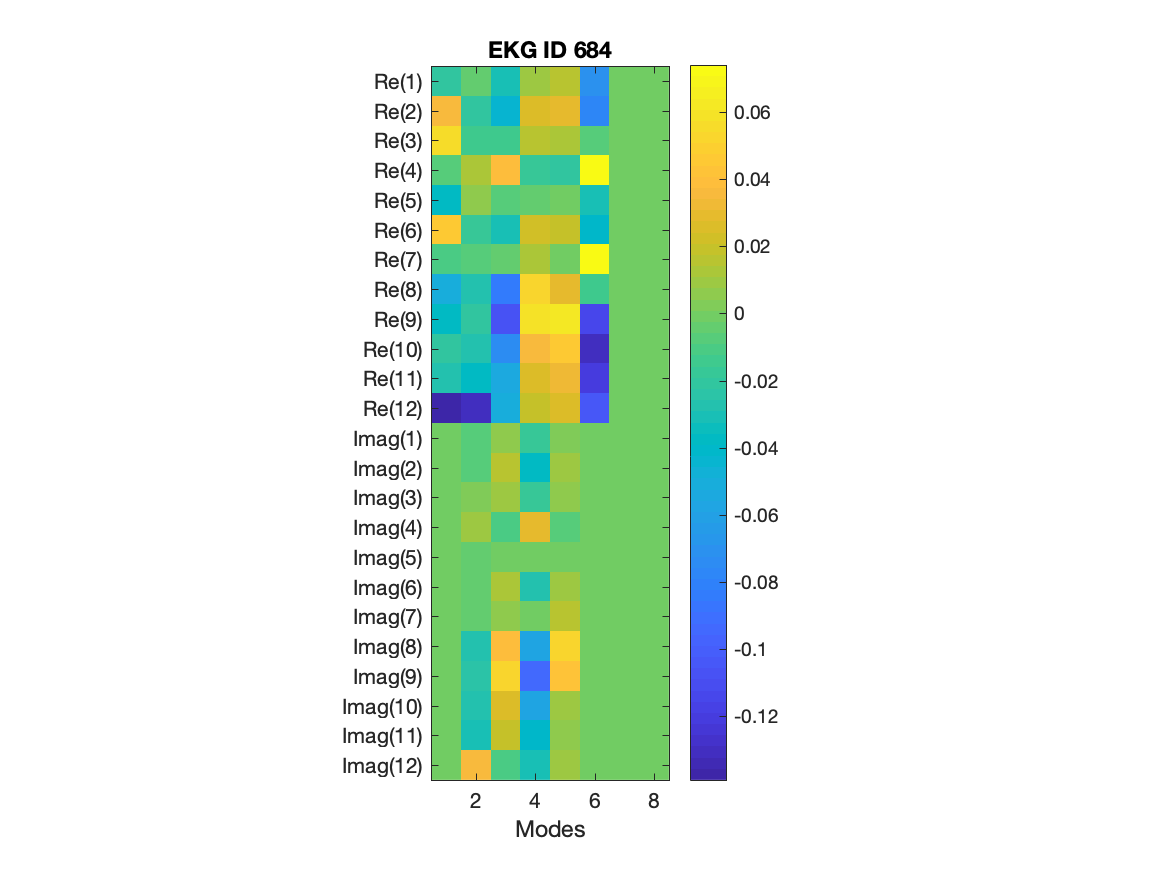 EKG ID 684
Re(1)
Re(2)
Re(3)
Re(4)
Re(5)
Re(6)
Re(7)
Re(8)
Re(9)
Re(10)
Re(11)
Re(12)
Imag(1)
Imag(2)
Imag(3)
Imag(4)
Imag(5)
Imag(6)
Imag(7)
Imag(8)
Imag(9)
Imag(10)
Imag(11)
Imag(12)
2 4 6 8
Modes
0.06
0.04
0.02
0
-0.02
-0.04
-0.06
-0.08
-0.1
-0.12